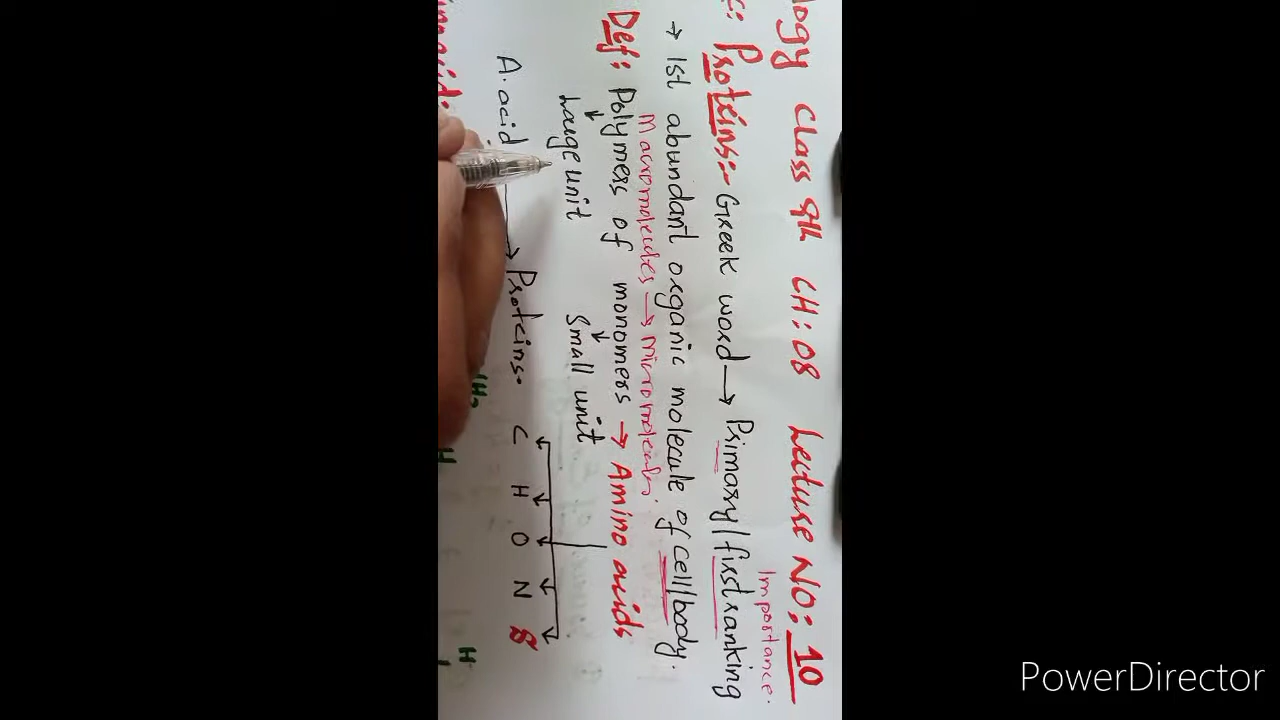 logy Class 9th CH:08 Lecture NO: 10
Importance.
c: Proteins:- Greek word → Primary/first ranking
→ 1st abundant organic molecule of cell/body.
macromolecules → micromolecules.
Def: Polymers of monomers → Amino acids
Large unit small unit
A. acid → Proteins. C H O N S
H
H
PowerDirector